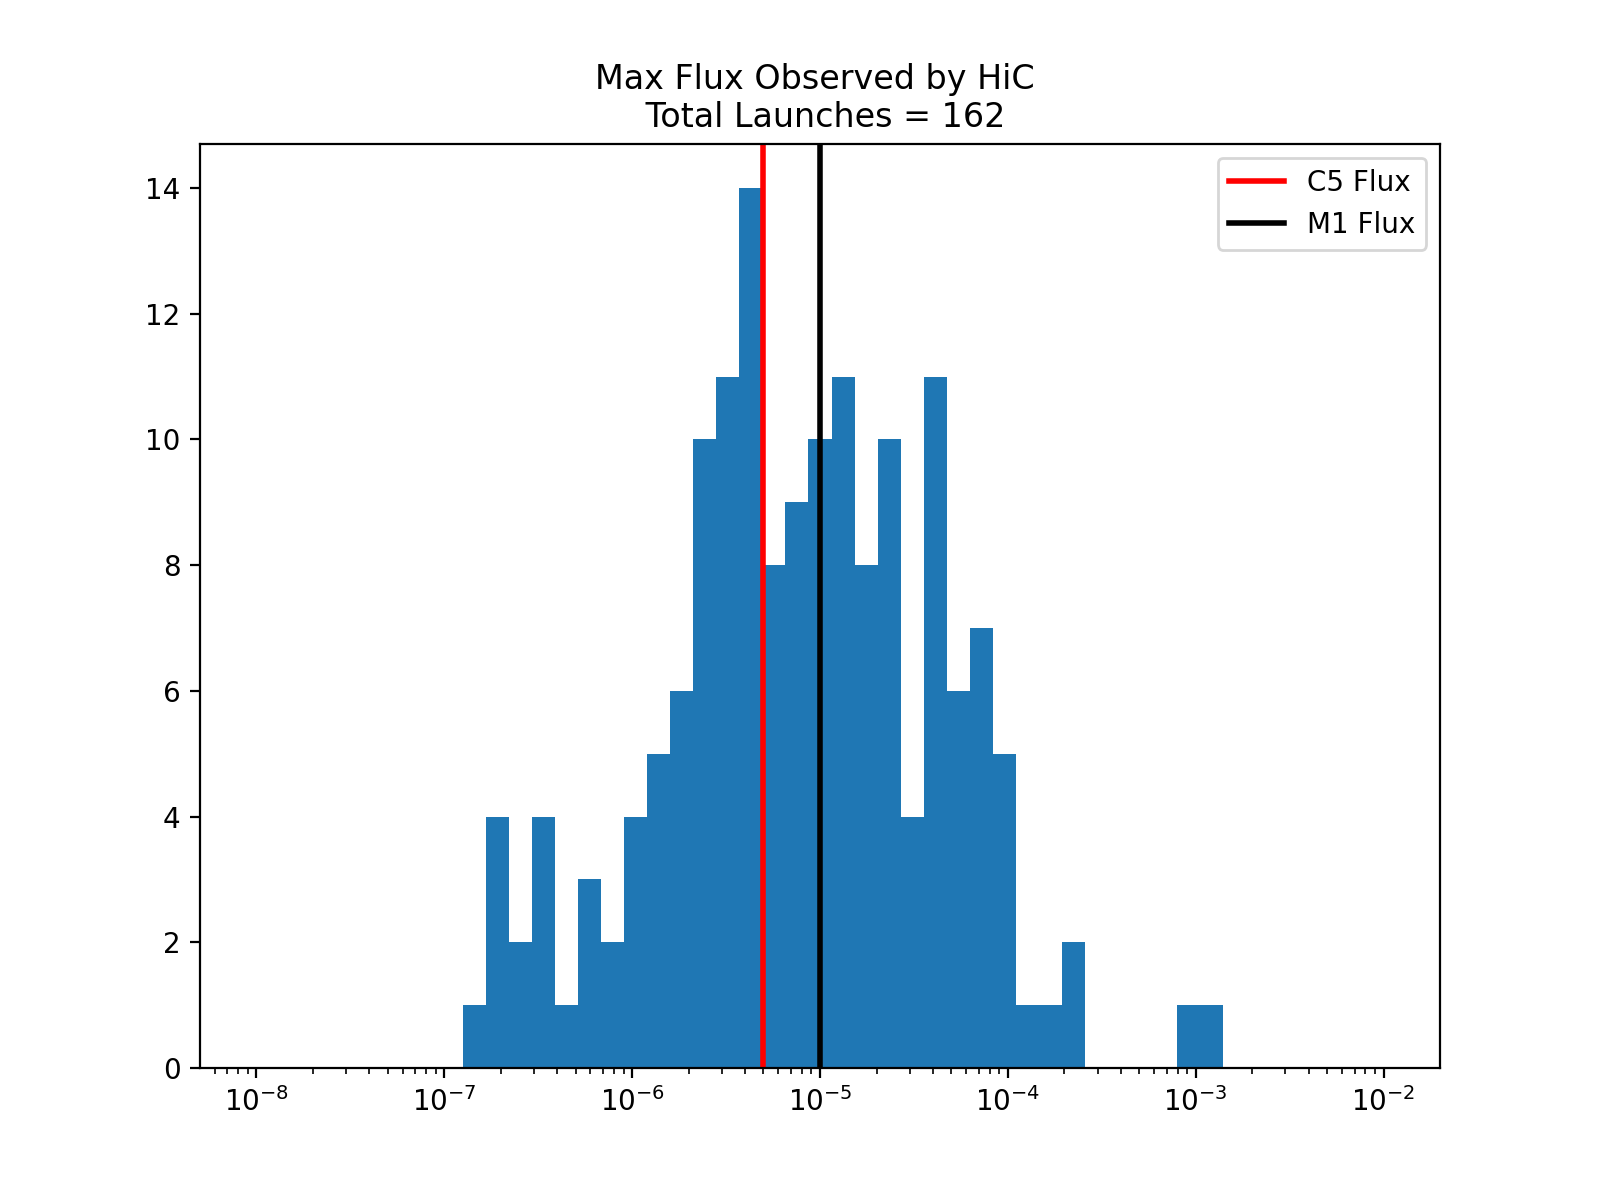 Max Flux Observed by HiC
Total Launches = 162
C5 Flux
M1 Flux
14
12
10
8
6
4
2
0
10⁻⁸ 10⁻⁷ 10⁻⁶ 10⁻⁵ 10⁻⁴ 10⁻³ 10⁻²